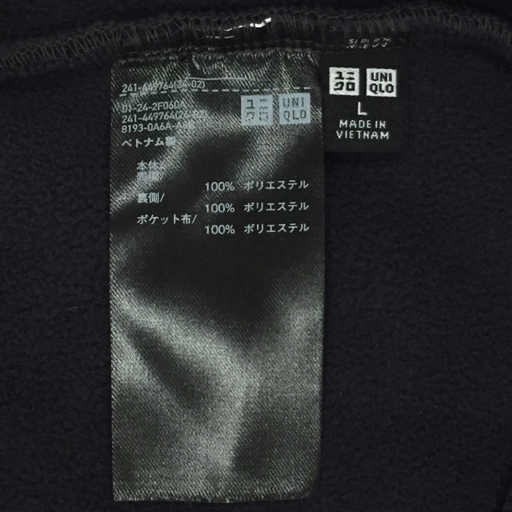 241-449764(24-02)
UJ-24-2F060A
241-449764(24-02)
ユニ UNI
クロ QLO
ベトナム製
本体/
100% ポリエステル
裏側/
100% ポリエステル
ポケット布/
100% ポリエステル
ユニ UNI
クロ QLO
L
MADE IN
VIETNAM